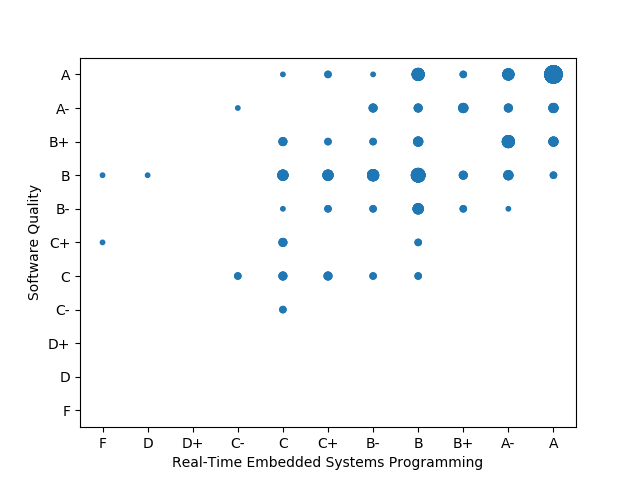 Software Quality
A
A-
B+
B
B-
C+
C
C-
D+
D
F
F D D+ C- C C+ B- B B+ A- A
Real-Time Embedded Systems Programming